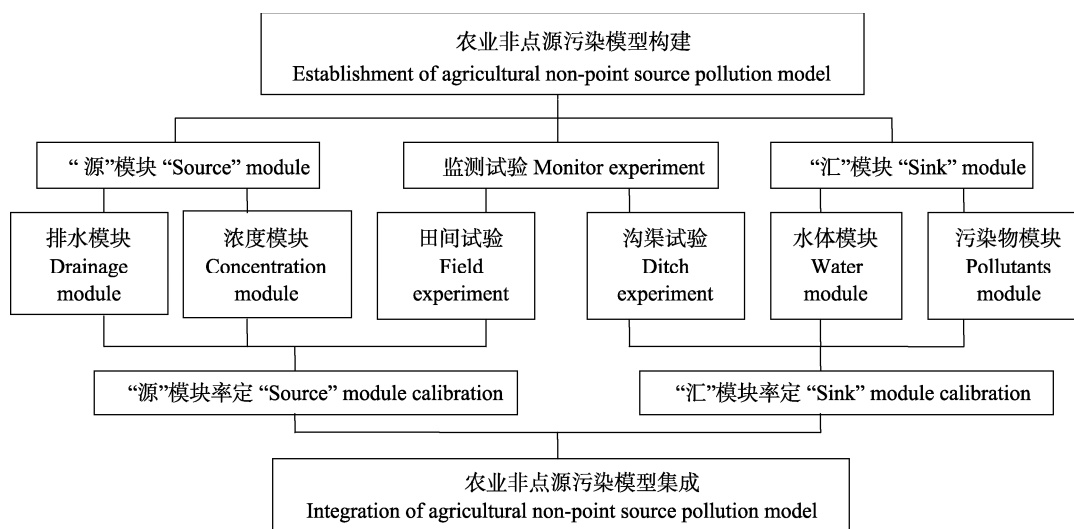 农业非点源污染模型构建
Establishment of agricultural non-point source pollution model
“ 源”模块 “Source” module
监测试验 Monitor experiment
“汇”模块 “Sink” module
排水模块
Drainage
module
浓度模块
Concentration
module
田间试验
Field
experiment
沟渠试验
Ditch
experiment
水体模块
Water
module
污染物模块
Pollutants
module
“源”模块率定 “Source” module calibration
“汇”模块率定 “Sink” module calibration
农业非点源污染模型集成
Integration of agricultural non-point source pollution model